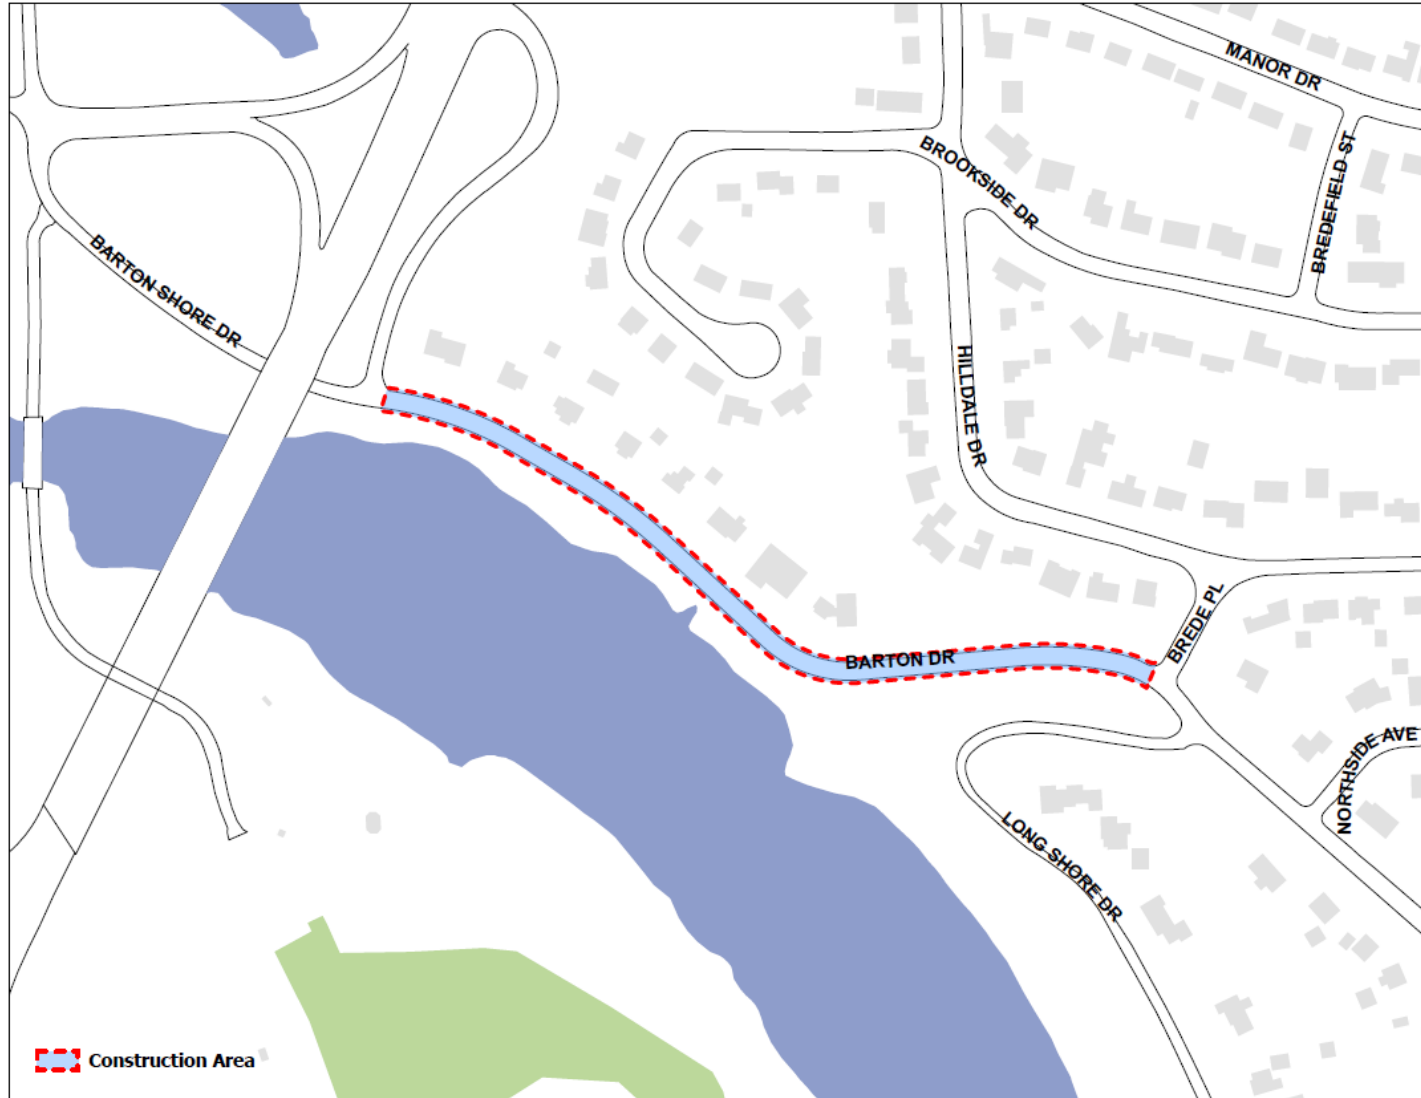 MANOR DR
BREDEFIELD ST
BROOKSIDE DR
BARTON SHORE DR
HILLDALE DR
BREDE PL
BARTON DR
NORTHSIDE AVE
LONG SHORE DR
Construction Area